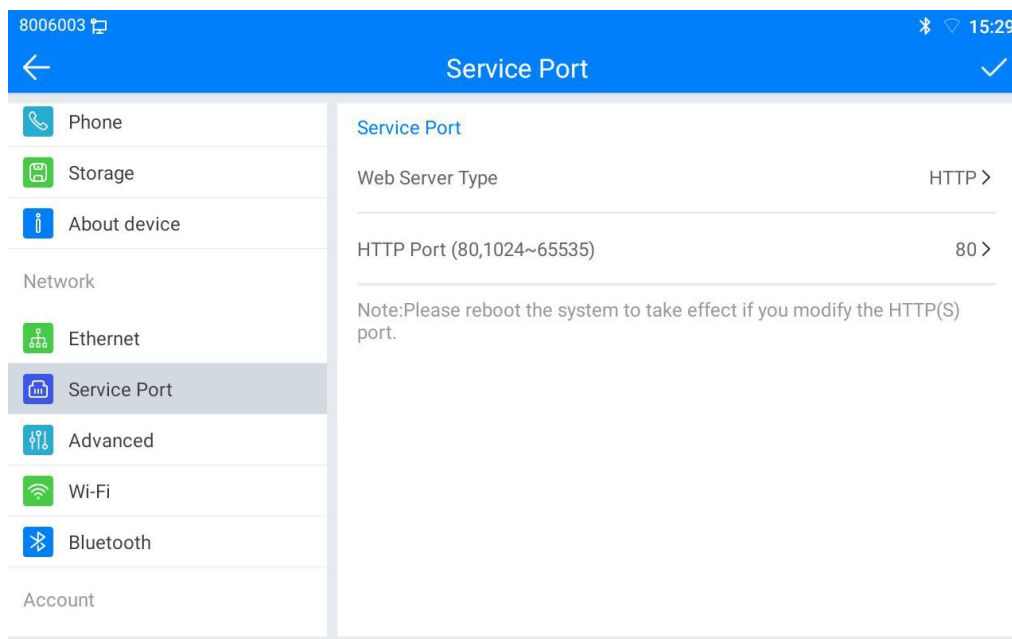 8006003
15:29
Service Port
Phone
Storage
About device
Network
Ethernet
Service Port
Advanced
Wi-Fi
Bluetooth
Account
Service Port
Web Server Type HTTP
HTTP Port (80,1024~65535) 80
Note:Please reboot the system to take effect if you modify the HTTP(S)
port.